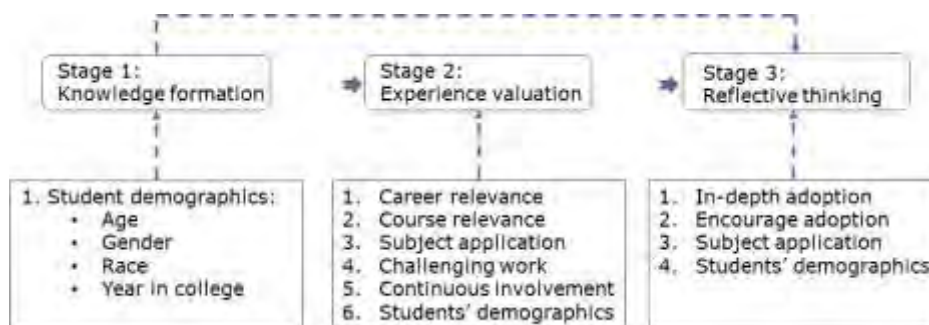 Stage 1:
Knowledge formation
Stage 2:
Experience valuation
Stage 3:
Reflective thinking
1. Student demographics:
• Age
• Gender
• Race
• Year in college
1. Career relevance
2. Course relevance
3. Subject application
4. Challenging work
5. Continuous involvement
6. Students' demographics
1. In-depth adoption
2. Encourage adoption
3. Subject application
4. Students' demographics